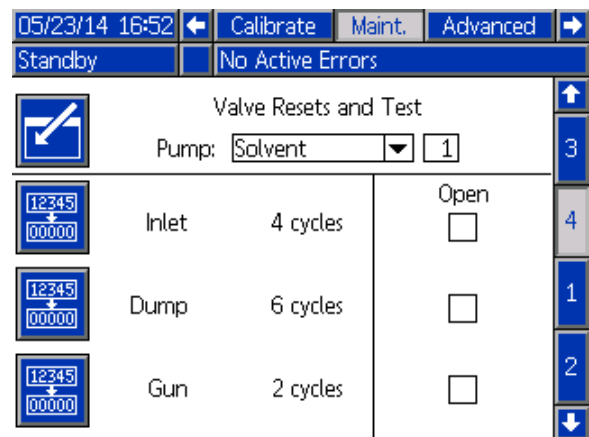 05/23/14 16:52 Calibrate Maint. Advanced
Standby No Active Errors
Valve Resets and Test
Pump: Solvent 1
3
Open
12345
00000
Inlet 4 cycles
4
12345
00000
Dump 6 cycles
1
12345
00000
Gun 2 cycles
2